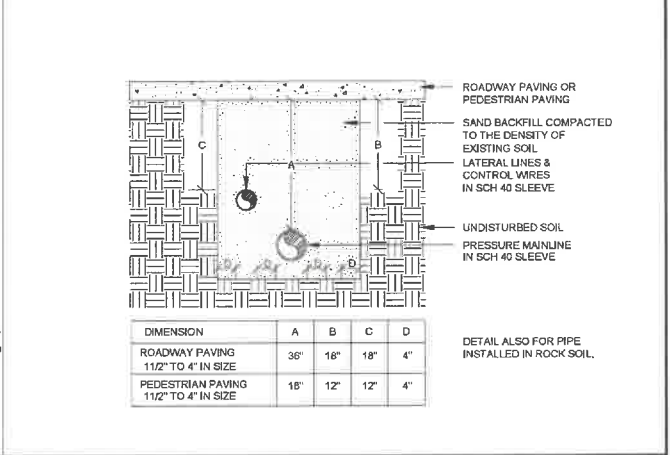 ROADWAY PAVING OR
PEDESTRIAN PAVING
SAND BACKFILL COMPACTED
TO THE DENSITY OF
EXISTING SOIL
LATERAL LINES &
CONTROL WIRES
IN SCH 40 SLEEVE
UNDISTURBED SOIL
PRESSURE MAINLINE
IN SCH 40 SLEEVE
C
A
B
D
DIMENSION A B C D
ROADWAY PAVING
11/2" TO 4" IN SIZE 36" 18" 18" 4"
PEDESTRIAN PAVING
11/2" TO 4" IN SIZE 18" 12" 12" 4"
DETAIL ALSO FOR PIPE
INSTALLED IN ROCK SOIL.